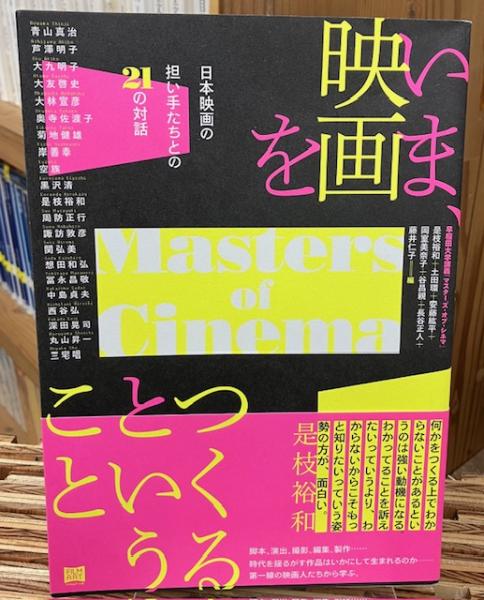 いま、
映画を
つくる
という
こと
日本映画の
担い手たちとの
21の対話
Masters
of
Cinema
青山真治
芦澤明子
大九明子
大友啓史
大林宣彦
奥寺佐渡子
菊地健雄
岸善幸
空族
黒沢清
是枝裕和
周防正行
諏訪敦彦
関弘美
想田和弘
冨永昌敬
中島貞夫
西谷弘
深田晃司
丸山昇一
三宅唱
早稲田大学講義「マスターズ・オブ・シネマ」
是枝裕和+土田環+安藤紘平+
岡室美奈子+谷昌親+長谷正人+
藤井仁子――編
何かをつくる上でわか
らないことがあるとい
うのは強い動機になる。
わかってることを訴え
たいっていうより、わ
からないからこそもっ
と知りたいっていう姿
勢の方が、面白い。
是枝裕和
脚本、演出、撮影、編集、製作……
時代を揺るがす作品はいかにして生まれるのか――
第一線の映画人たちから学ぶ。
FILM
ART